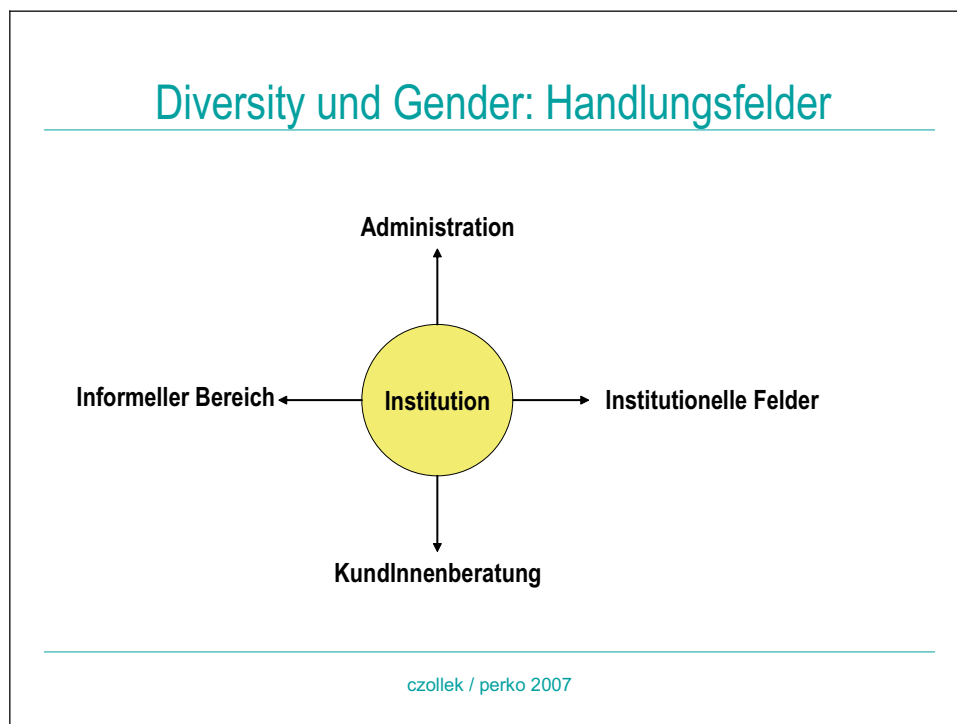 Diversity und Gender: Handlungsfelder
Administration
Informeller Bereich
Institution
Institutionelle Felder
KundInnenberatung
czollek / perko 2007